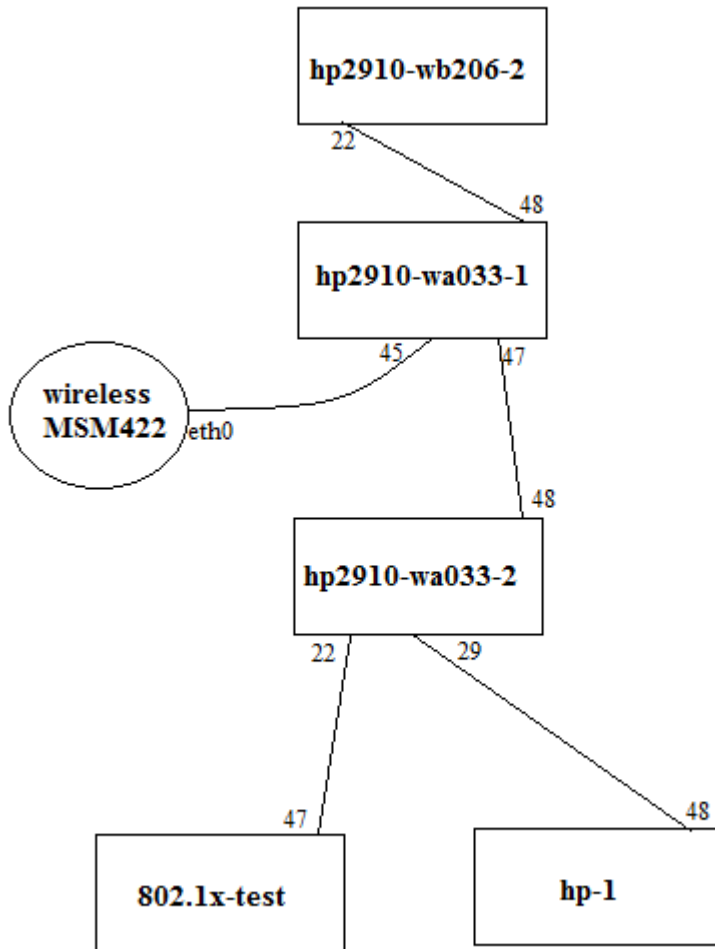 hp2910-wb206-2
22
48
hp2910-wa033-1
45
47
wireless
MSM422
eth0
48
hp2910-wa033-2
22
29
47
48
802.1x-test
hp-1